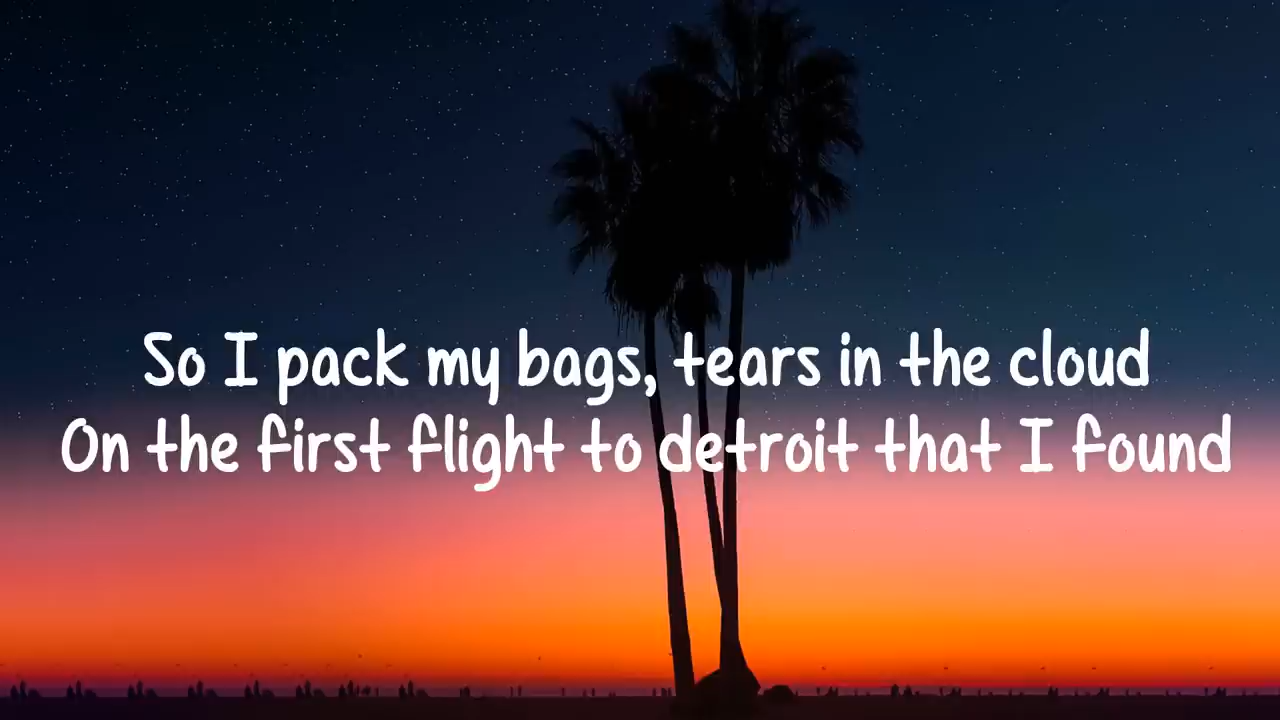 So I pack my bags, tears in the cloud
On the first flight to detroit that I found